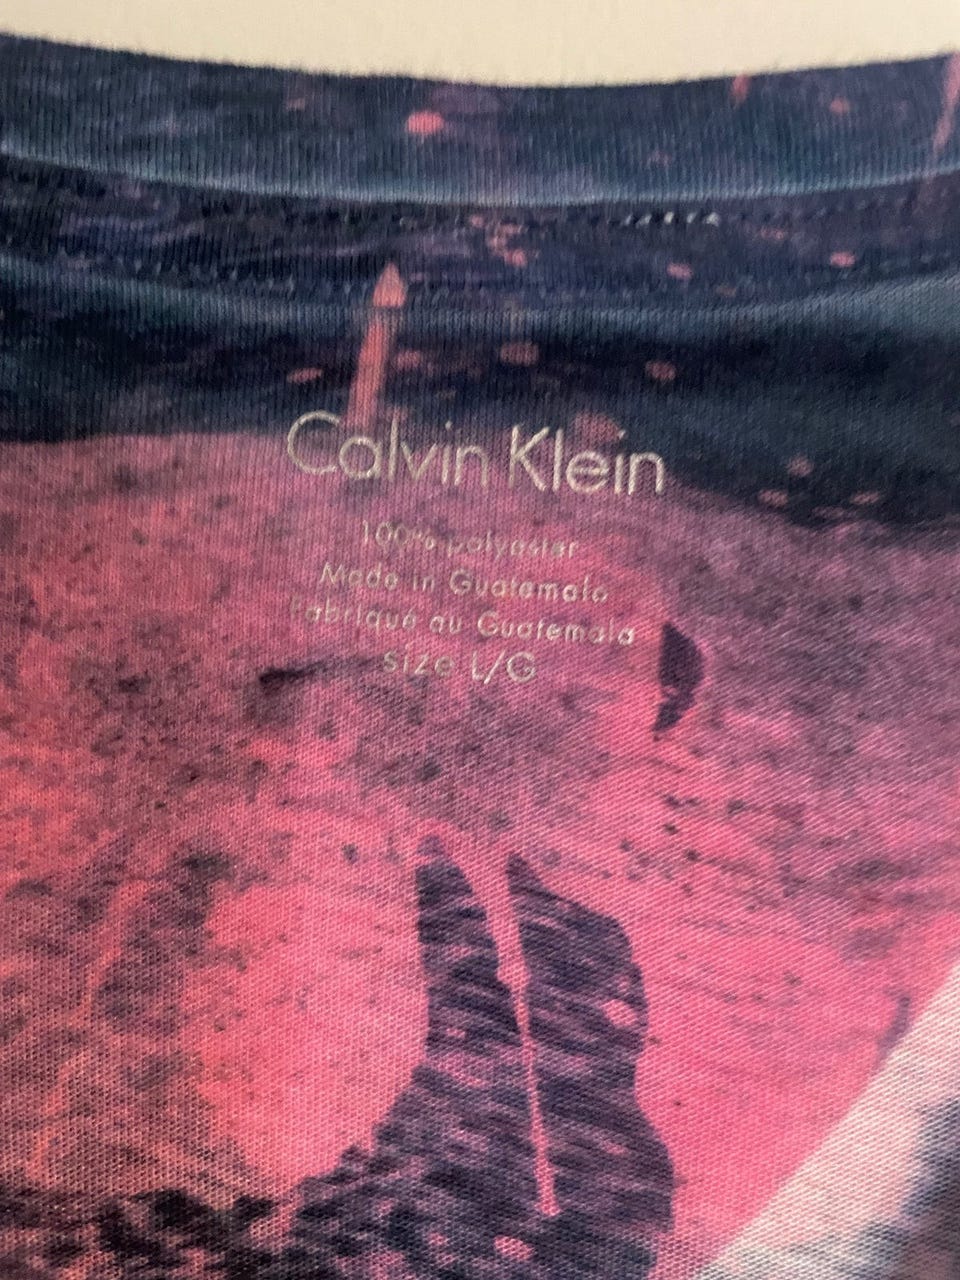 Calvin Klein
100% polyester
Made in Guatemala
Fabriqué au Guatemala
size L/G